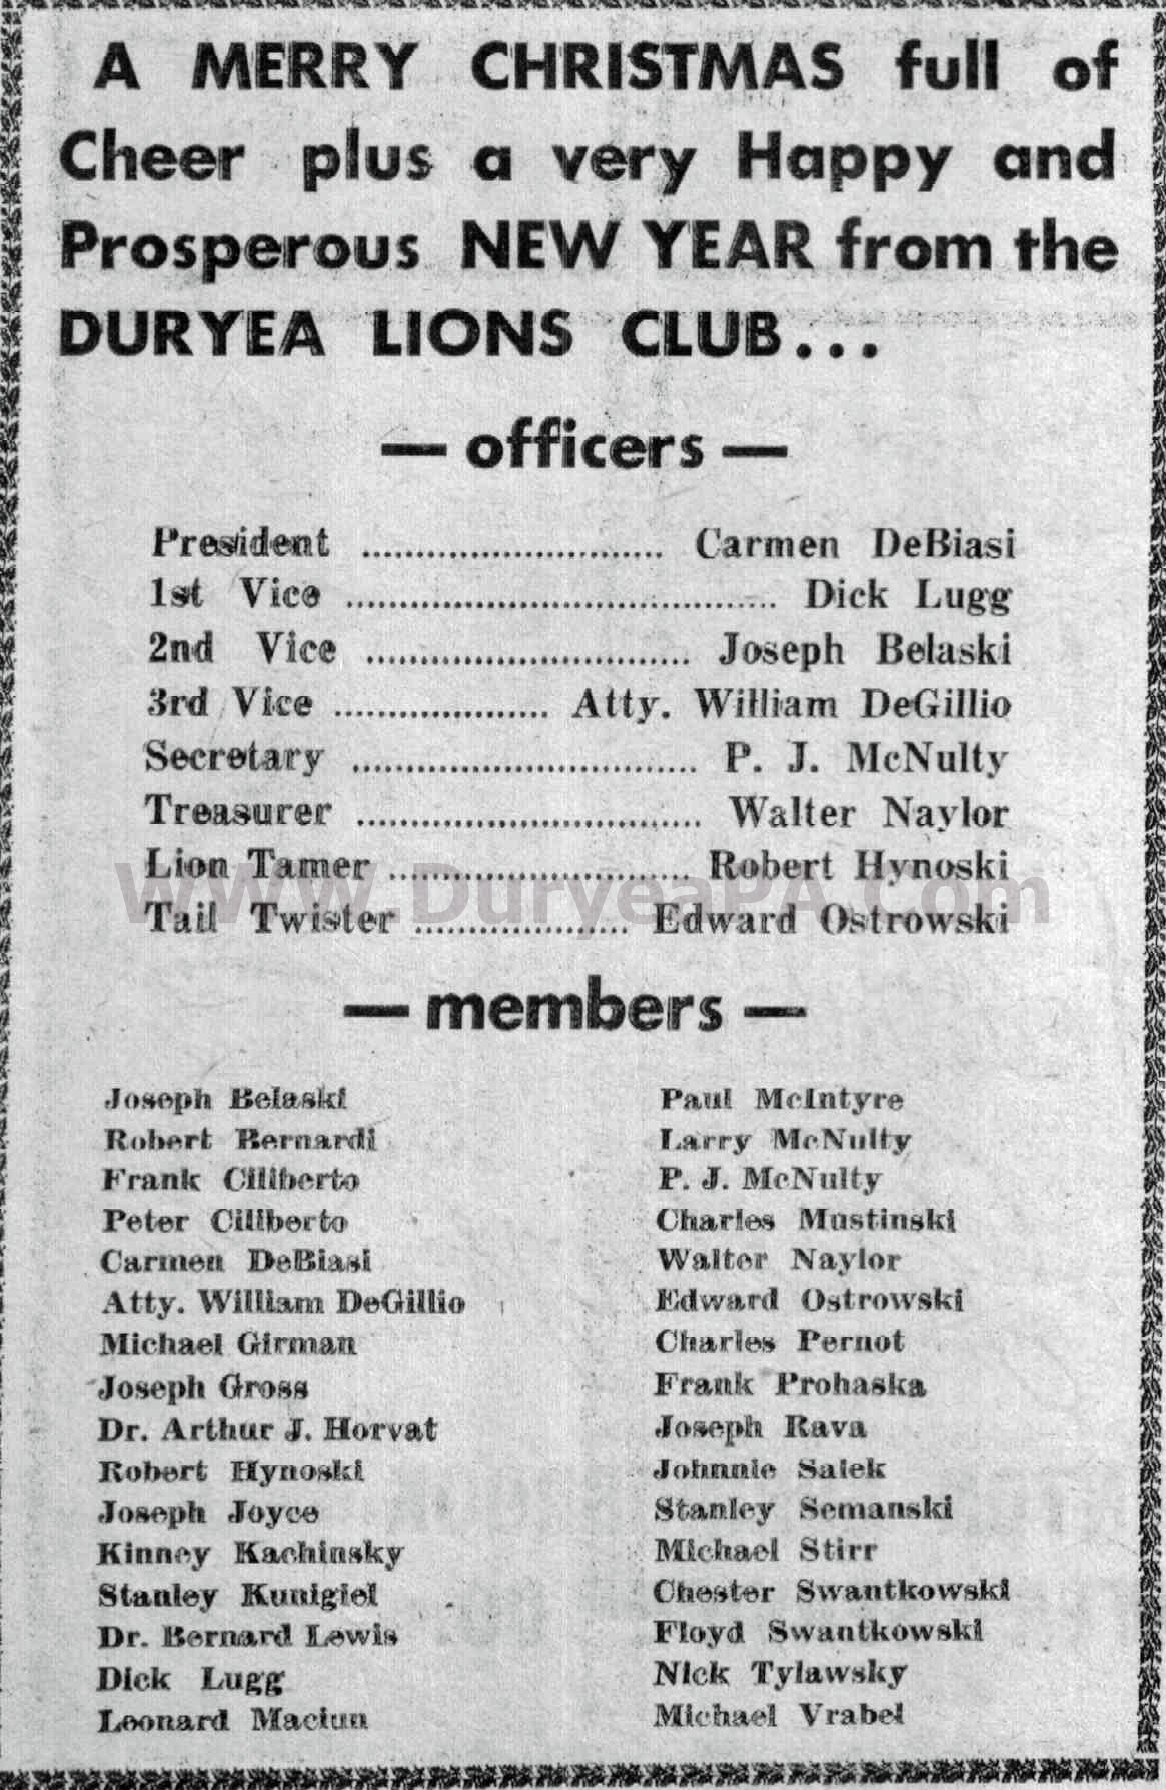 A MERRY CHRISTMAS full of
Cheer plus a very Happy and
Prosperous NEW YEAR from the
DURYEA LIONS CLUB...
— officers —
President ............................ Carmen DeBiasi
1st Vice ........................................ Dick Lugg
2nd Vice .............................. Joseph Belaski
3rd Vice .................... Atty. William DeGillio
Secretary ................................ P. J. McNulty
Treasurer ................................ Walter Naylor
Lion Tamer ............................ Robert Hynoski
Tail Twister .................... Edward Ostrowski
www.DuryeaPA.Com
— members —
Joseph Belaski
Robert Bernardi
Frank Ciliberto
Peter Ciliberto
Carmen DeBiasi
Atty. William DeGillio
Michael Girman
Joseph Gross
Dr. Arthur J. Horvat
Robert Hynoski
Joseph Joyce
Kinney Kachinsky
Stanley Kunigiel
Dr. Bernard Lewis
Dick Lugg
Leonard Maciun
Paul McIntyre
Larry McNulty
P. J. McNulty
Charles Mustinski
Walter Naylor
Edward Ostrowski
Charles Pernot
Frank Prohaska
Joseph Rava
Johnnie Salek
Stanley Semanski
Michael Stirr
Chester Swantkowski
Floyd Swantkowski
Nick Tylawsky
Michael Vrabel